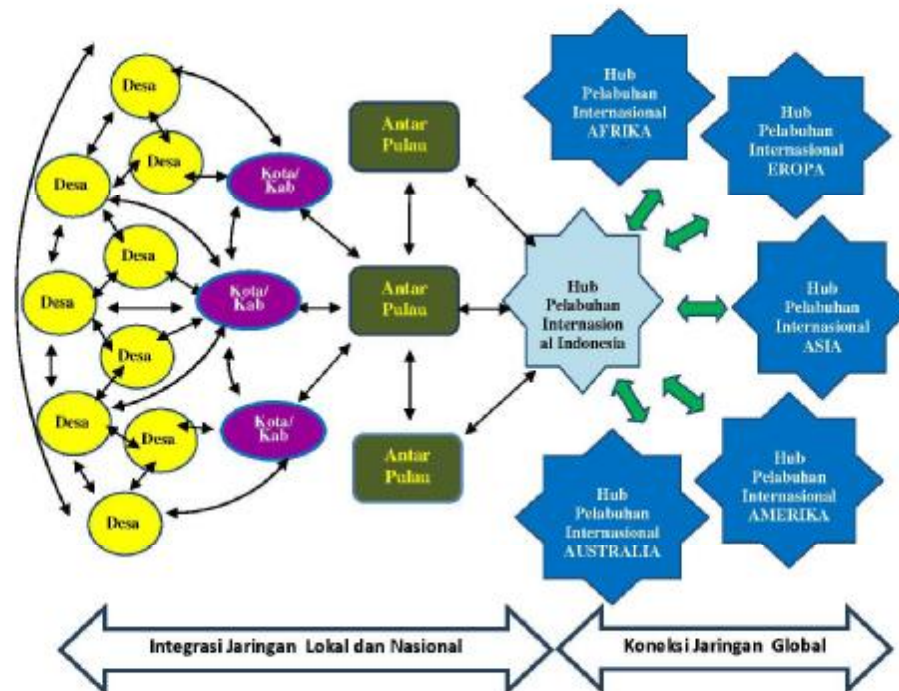 Desa
Desa
Desa
Desa
Desa
Desa
Desa
Desa
Desa
Kota/
Kab
Kota/
Kab
Kota/
Kab
Antar
Pulau
Antar
Pulau
Antar
Pulau
Hub
Pelabuhan
Internasion
al Indonesia
Hub
Pelabuhan
Internasional
AFRIKA
Hub
Pelabuhan
Internasional
EROPA
Hub
Pelabuhan
Internasional
ASIA
Hub
Pelabuhan
Internasional
AMERIKA
Hub
Pelabuhan
Internasional
AUSTRALIA
Integrasi Jaringan Lokal dan Nasional
Koneksi Jaringan Global